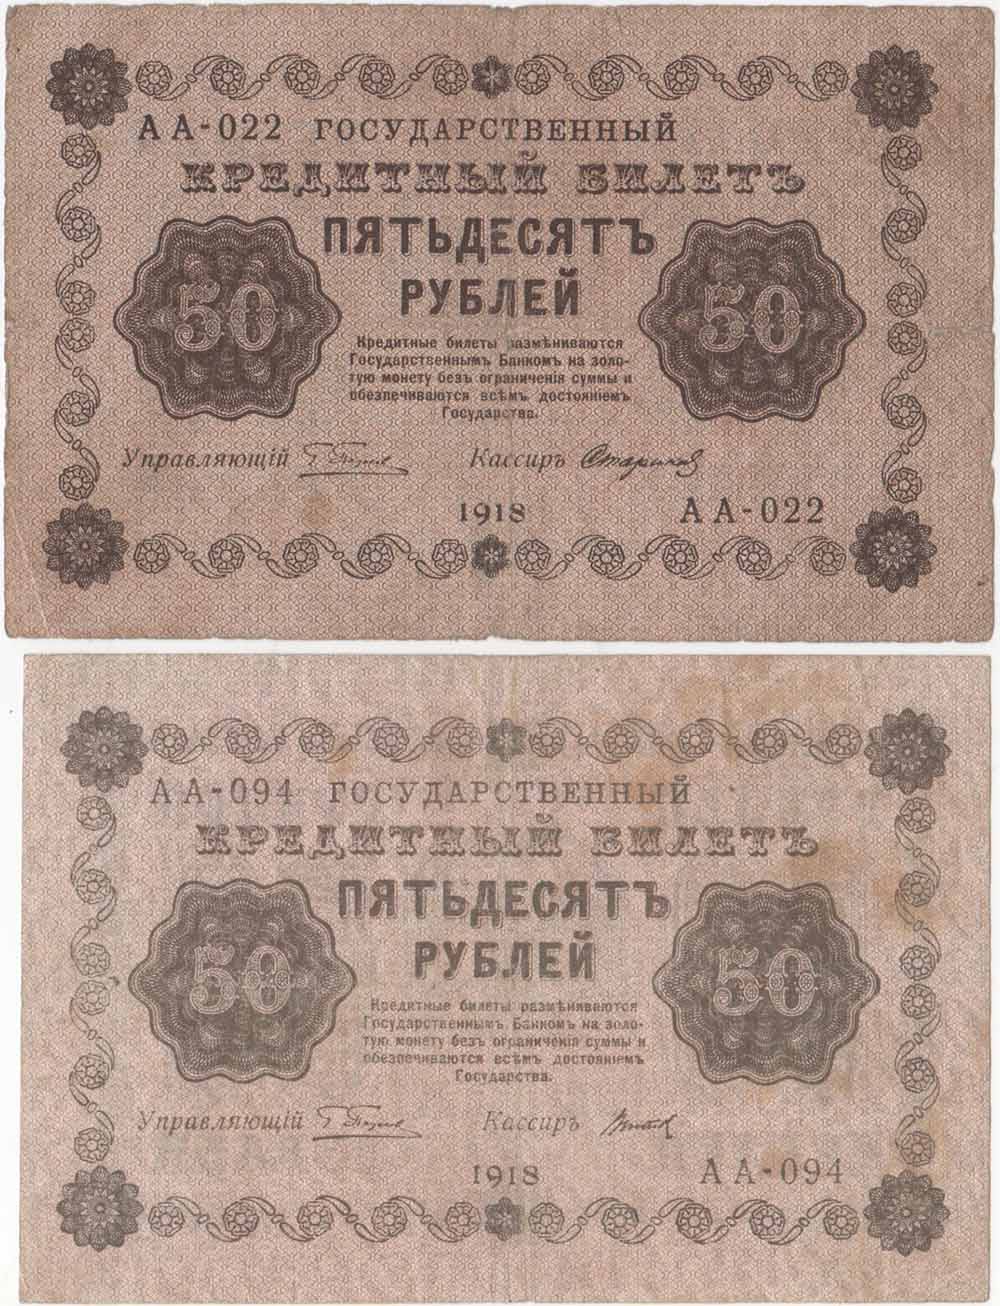 АА-022 ГОСУДАРСТВЕННЫЙ
КРЕДИТНЫЙ БИЛЕТЪ
ПЯТЬДЕСЯТЪ
РУБЛЕЙ
50 50
Кредитные билеты размѣниваются
Государственнымъ Банкомъ на золо-
тую монету безъ ограниченія суммы и
обезпечиваются всѣмъ достояніемъ
Государства.
Управляющій Кассиръ Стариков
1918 АА-022
АА-094 ГОСУДАРСТВЕННЫЙ
КРЕДИТНЫЙ БИЛЕТЪ
ПЯТЬДЕСЯТЪ
РУБЛЕЙ
50 50
Кредитные билеты размѣниваются
Государственнымъ Банкомъ на золо-
тую монету безъ ограниченія суммы и
обезпечиваются всѣмъ достояніемъ
Государства.
Управляющій Кассиръ
1918 АА-094